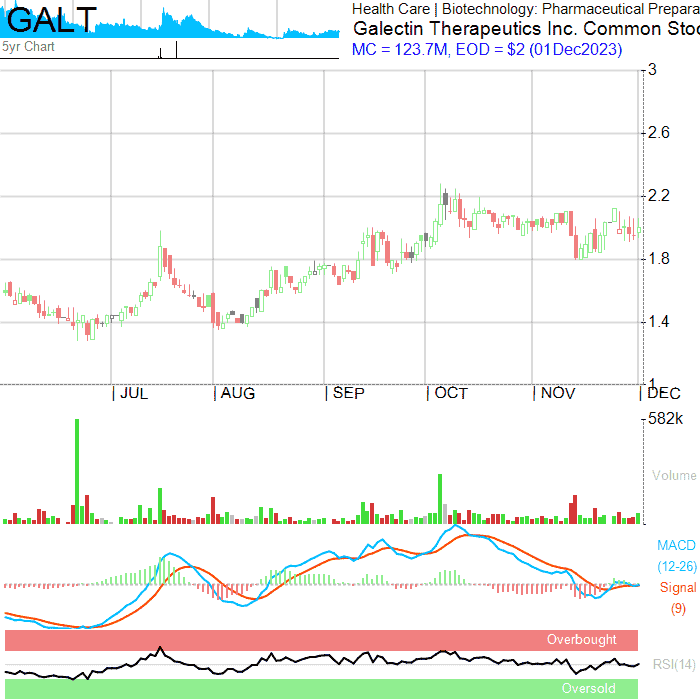 GALT
5yr Chart
Health Care | Biotechnology: Pharmaceutical Prepara
Galectin Therapeutics Inc. Common Stoc
MC = 123.7M, EOD = $2 (01Dec2023)
3
2.6
2.2
1.8
1.4
1
| JUL | AUG | SEP | OCT | NOV | DEC
582k
Volume
MACD
(12-26)
Signal
(9)
Overbought
RSI(14)
Oversold